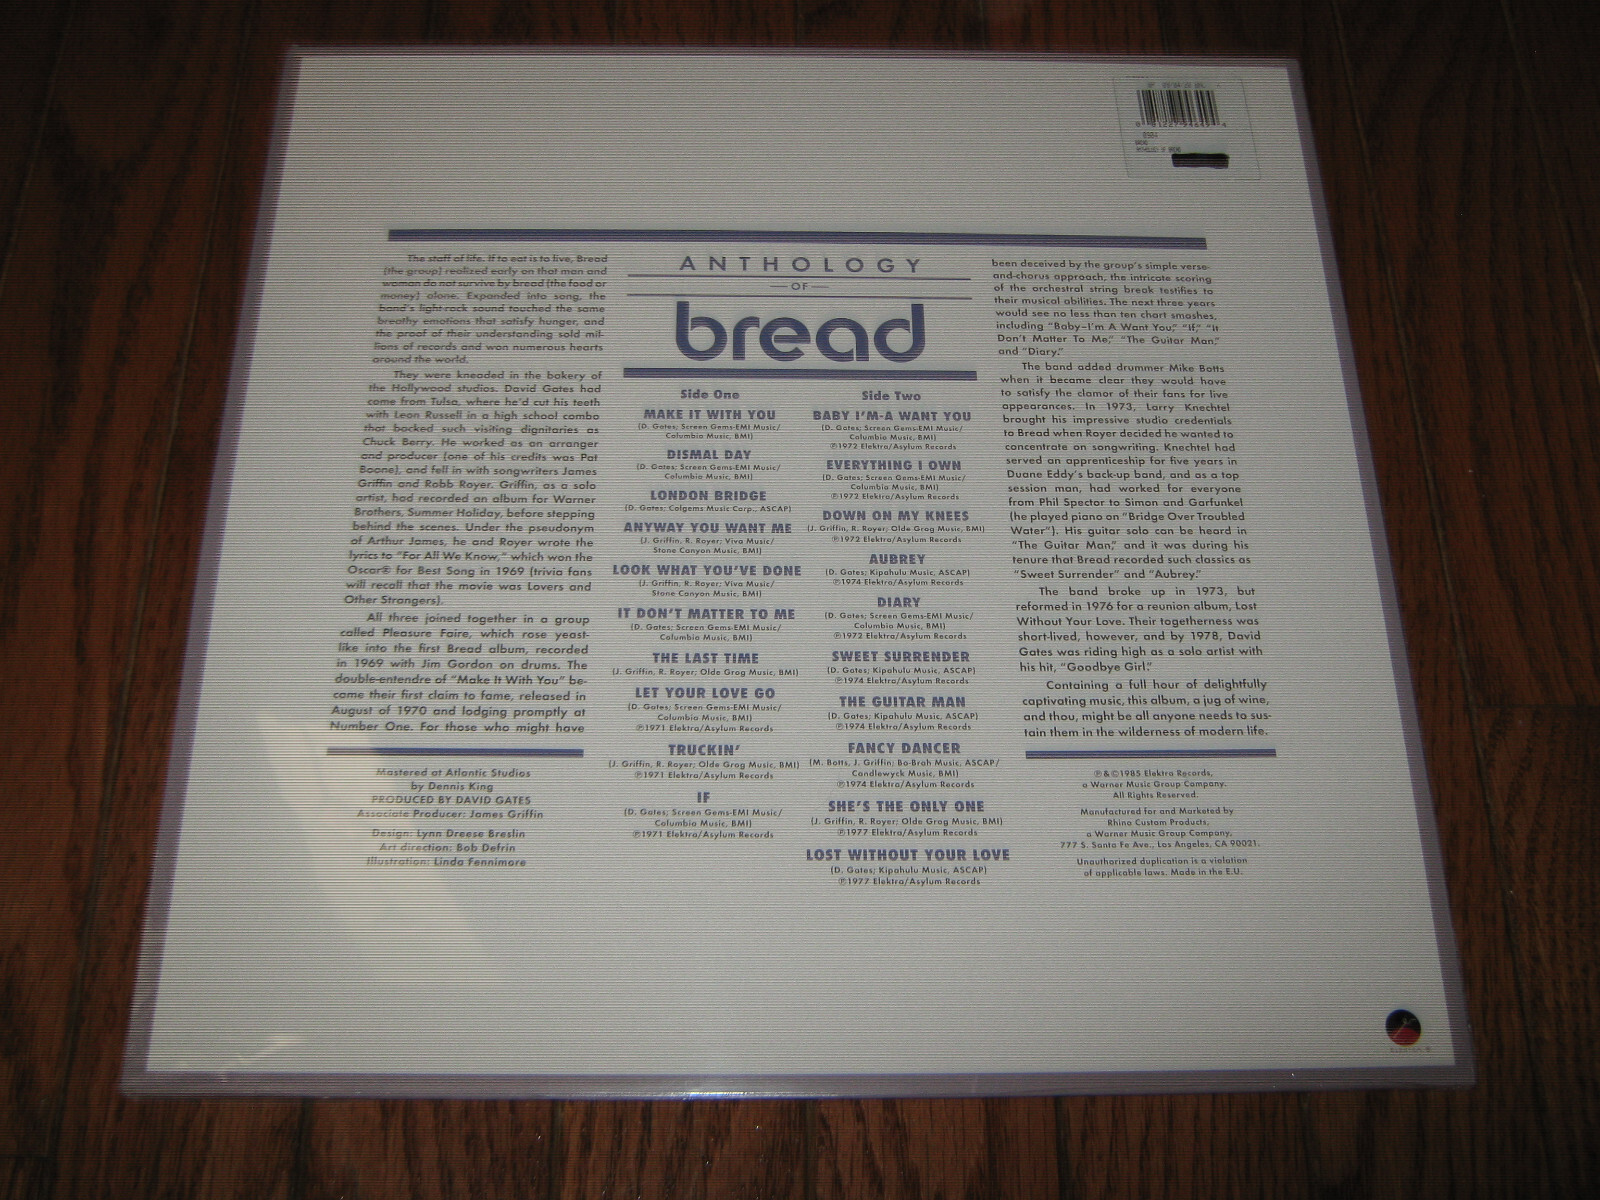 The staff of life. If to eat is to live, Bread
(the group) realized early on that man and
woman do not survive by bread (the food or
money) alone. Expanded into song, the
band's light-rock sound touched the same
breathy emotions that satisfy hunger, and
the proof of their understanding sold mil-
lions of records and won numerous hearts
around the world.
They were kneaded in the bakery of
the Hollywood studios. David Gates had
come from Tulsa, where he'd cut his teeth
with Leon Russell in a high school combo
that backed such visiting dignitaries as
Chuck Berry. He worked as an arranger
and producer (one of his credits was Pat
Boone), and fell in with songwriters James
Griffin and Robb Royer. Griffin, as a solo
artist, had recorded an album for Warner
Brothers, Summer Holiday, before stepping
behind the scenes. Under the pseudonym
of Arthur James, he and Royer wrote the
lyrics to "For All We Know," which won the
Oscar® for Best Song in 1969 (trivia fans
will recall that the movie was Lovers and
Other Strangers).
All three joined together in a group
called Pleasure Faire, which rose yeast-
like into the first Bread album, recorded
in 1969 with Jim Gordon on drums. The
double-entendre of "Make It With You" be-
came their first claim to fame, released in
August of 1970 and lodging promptly at
Number One. For those who might have
Mastered at Atlantic Studios
by Dennis King
PRODUCED BY DAVID GATES
Associate Producer: James Griffin
Design: Lynn Dreese Breslin
Art direction: Bob Defrin
Illustration: Linda Fennimore
ANTHOLOGY
—OF—
bread
Side One
MAKE IT WITH YOU
(D. Gates; Screen Gems-EMI Music/
Columbia Music, BMI)
DISMAL DAY
(D. Gates; Screen Gems-EMI Music/
Columbia Music, BMI)
LONDON BRIDGE
(D. Gates; Colgems Music Corp., ASCAP)
ANYWAY YOU WANT ME
(J. Griffin, R. Royer; Viva Music/
Stone Canyon Music, BMI)
LOOK WHAT YOU'VE DONE
(J. Griffin, R. Royer; Viva Music/
Stone Canyon Music, BMI)
IT DON'T MATTER TO ME
(D. Gates; Screen Gems-EMI Music/
Columbia Music, BMI)
THE LAST TIME
(J. Griffin, R. Royer; Olde Grog Music, BMI)
LET YOUR LOVE GO
(D. Gates; Screen Gems-EMI Music/
Columbia Music, BMI)
℗1971 Elektra/Asylum Records
TRUCKIN'
(J. Griffin, R. Royer; Olde Grog Music, BMI)
℗1971 Elektra/Asylum Records
IF
(D. Gates; Screen Gems-EMI Music/
Columbia Music, BMI)
℗1971 Elektra/Asylum Records
Side Two
BABY I'M-A WANT YOU
(D. Gates; Screen Gems-EMI Music/
Columbia Music, BMI)
℗1972 Elektra/Asylum Records
EVERYTHING I OWN
(D. Gates; Screen Gems-EMI Music/
Columbia Music, BMI)
℗1972 Elektra/Asylum Records
DOWN ON MY KNEES
(J. Griffin, R. Royer; Olde Grog Music, BMI)
℗1972 Elektra/Asylum Records
AUBREY
(D. Gates; Kipahulu Music, ASCAP)
℗1974 Elektra/Asylum Records
DIARY
(D. Gates; Screen Gems-EMI Music/
Columbia Music, BMI)
℗1972 Elektra/Asylum Records
SWEET SURRENDER
(D. Gates; Kipahulu Music, ASCAP)
℗1974 Elektra/Asylum Records
THE GUITAR MAN
(D. Gates; Kipahulu Music, ASCAP)
℗1974 Elektra/Asylum Records
FANCY DANCER
(M. Botts, J. Griffin; Bo-Brah Music, ASCAP/
Candlewyck Music, BMI)
℗1974 Elektra/Asylum Records
SHE'S THE ONLY ONE
(J. Griffin, R. Royer; Olde Grog Music, BMI)
℗1977 Elektra/Asylum Records
LOST WITHOUT YOUR LOVE
(D. Gates; Kipahulu Music, ASCAP)
℗1977 Elektra/Asylum Records
been deceived by the group's simple verse-
and-chorus approach, the intricate scoring
of the orchestral string break testifies to
their musical abilities. The next three years
would see no less than ten chart smashes,
including "Baby-I'm A Want You," "If," "It
Don't Matter To Me," "The Guitar Man,"
and "Diary."
The band added drummer Mike Botts
when it became clear they would have
to satisfy the clamor of their fans for live
appearances. In 1973, Larry Knechtel
brought his impressive studio credentials
to Bread when Royer decided he wanted to
concentrate on songwriting. Knechtel had
served an apprenticeship for five years in
Duane Eddy's back-up band, and as a top
session man, had worked for everyone
from Phil Spector to Simon and Garfunkel
(he played piano on "Bridge Over Troubled
Water"). His guitar solo can be heard in
"The Guitar Man," and it was during his
tenure that Bread recorded such classics as
"Sweet Surrender" and "Aubrey."
The band broke up in 1973, but
reformed in 1976 for a reunion album, Lost
Without Your Love. Their togetherness was
short-lived, however, and by 1978, David
Gates was riding high as a solo artist with
his hit, "Goodbye Girl."
Containing a full hour of delightfully
captivating music, this album, a jug of wine,
and thou, might be all anyone needs to sus-
tain them in the wilderness of modern life.
℗&©1985 Elektra Records,
a Warner Music Group Company.
All Rights Reserved.
Manufactured for and Marketed by
Rhino Custom Products,
a Warner Music Group Company,
777 S. Santa Fe Ave., Los Angeles, CA 90021.
Unauthorized duplication is a violation
of applicable laws. Made in the E.U.